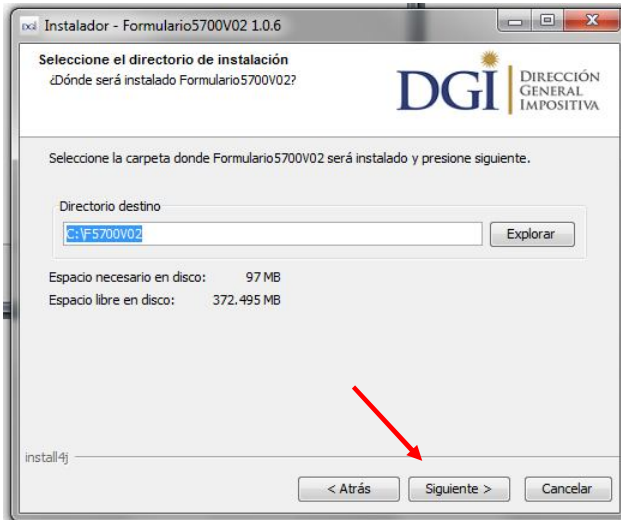 Instalador - Formulario5700V02 1.0.6
Seleccione el directorio de instalación
¿Dónde será instalado Formulario5700V02?
DGI
DIRECCIÓN
GENERAL
IMPOSITIVA
Seleccione la carpeta donde Formulario5700V02 será instalado y presione siguiente.
Directorio destino
C:\F5700V02
Explorar
Espacio necesario en disco: 97 MB
Espacio libre en disco: 372.495 MB
install4j
< Atrás
Siguiente >
Cancelar